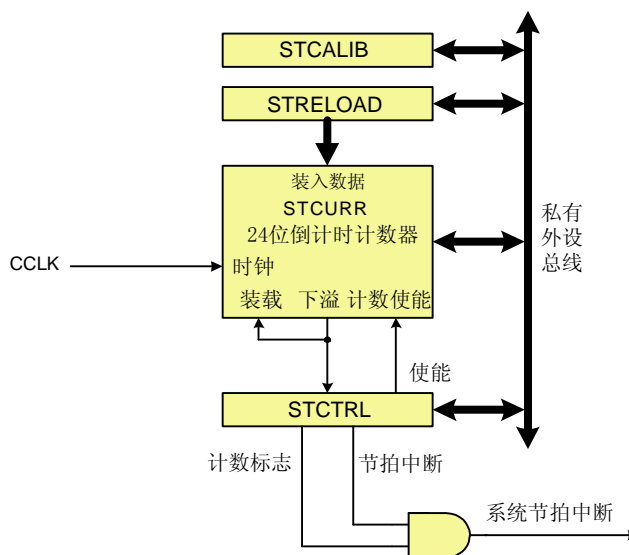 STCALIB
STRELOAD
装入数据
STCURR
24位倒计时计数器
时钟
装载 下溢 计数使能
CCLK
私有
外设
总线
使能
STCTRL
计数标志
节拍中断
系统节拍中断